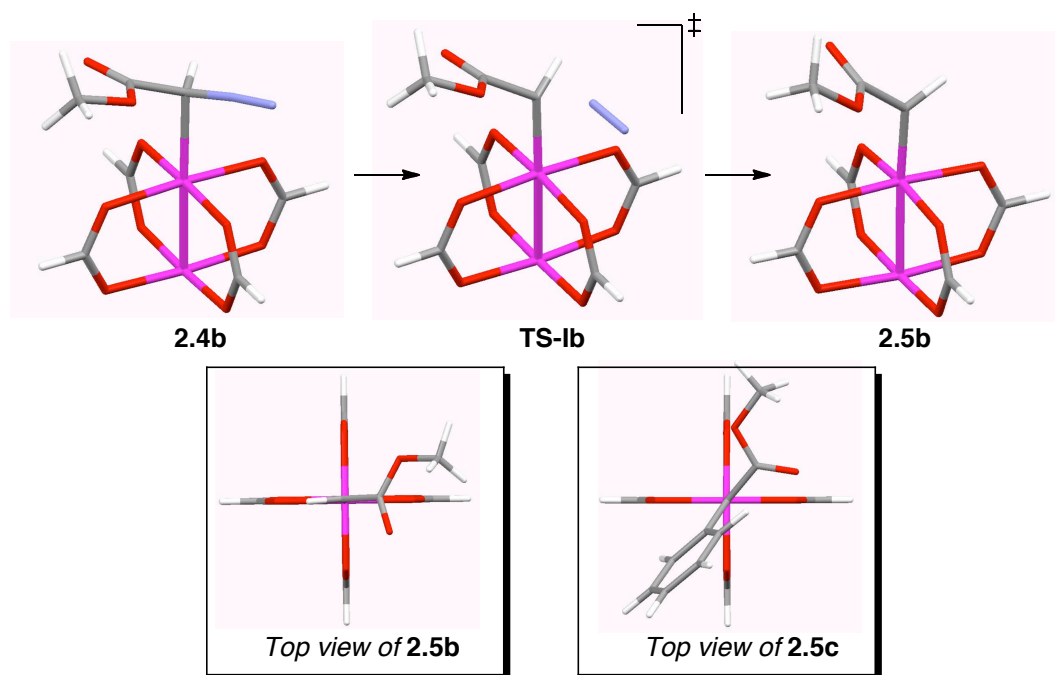 ‡
2.4b
TS-Ib
2.5b
Top view of 2.5b
Top view of 2.5c